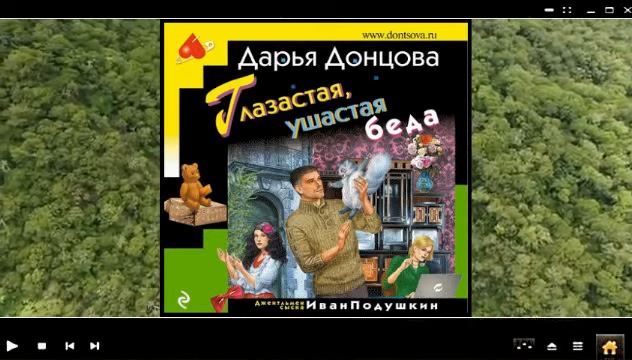 www.dontsova.ru
Дарья Донцова
Глазастая,
ушастая
беда
Джентльмен
сыска
Иван Подушкин